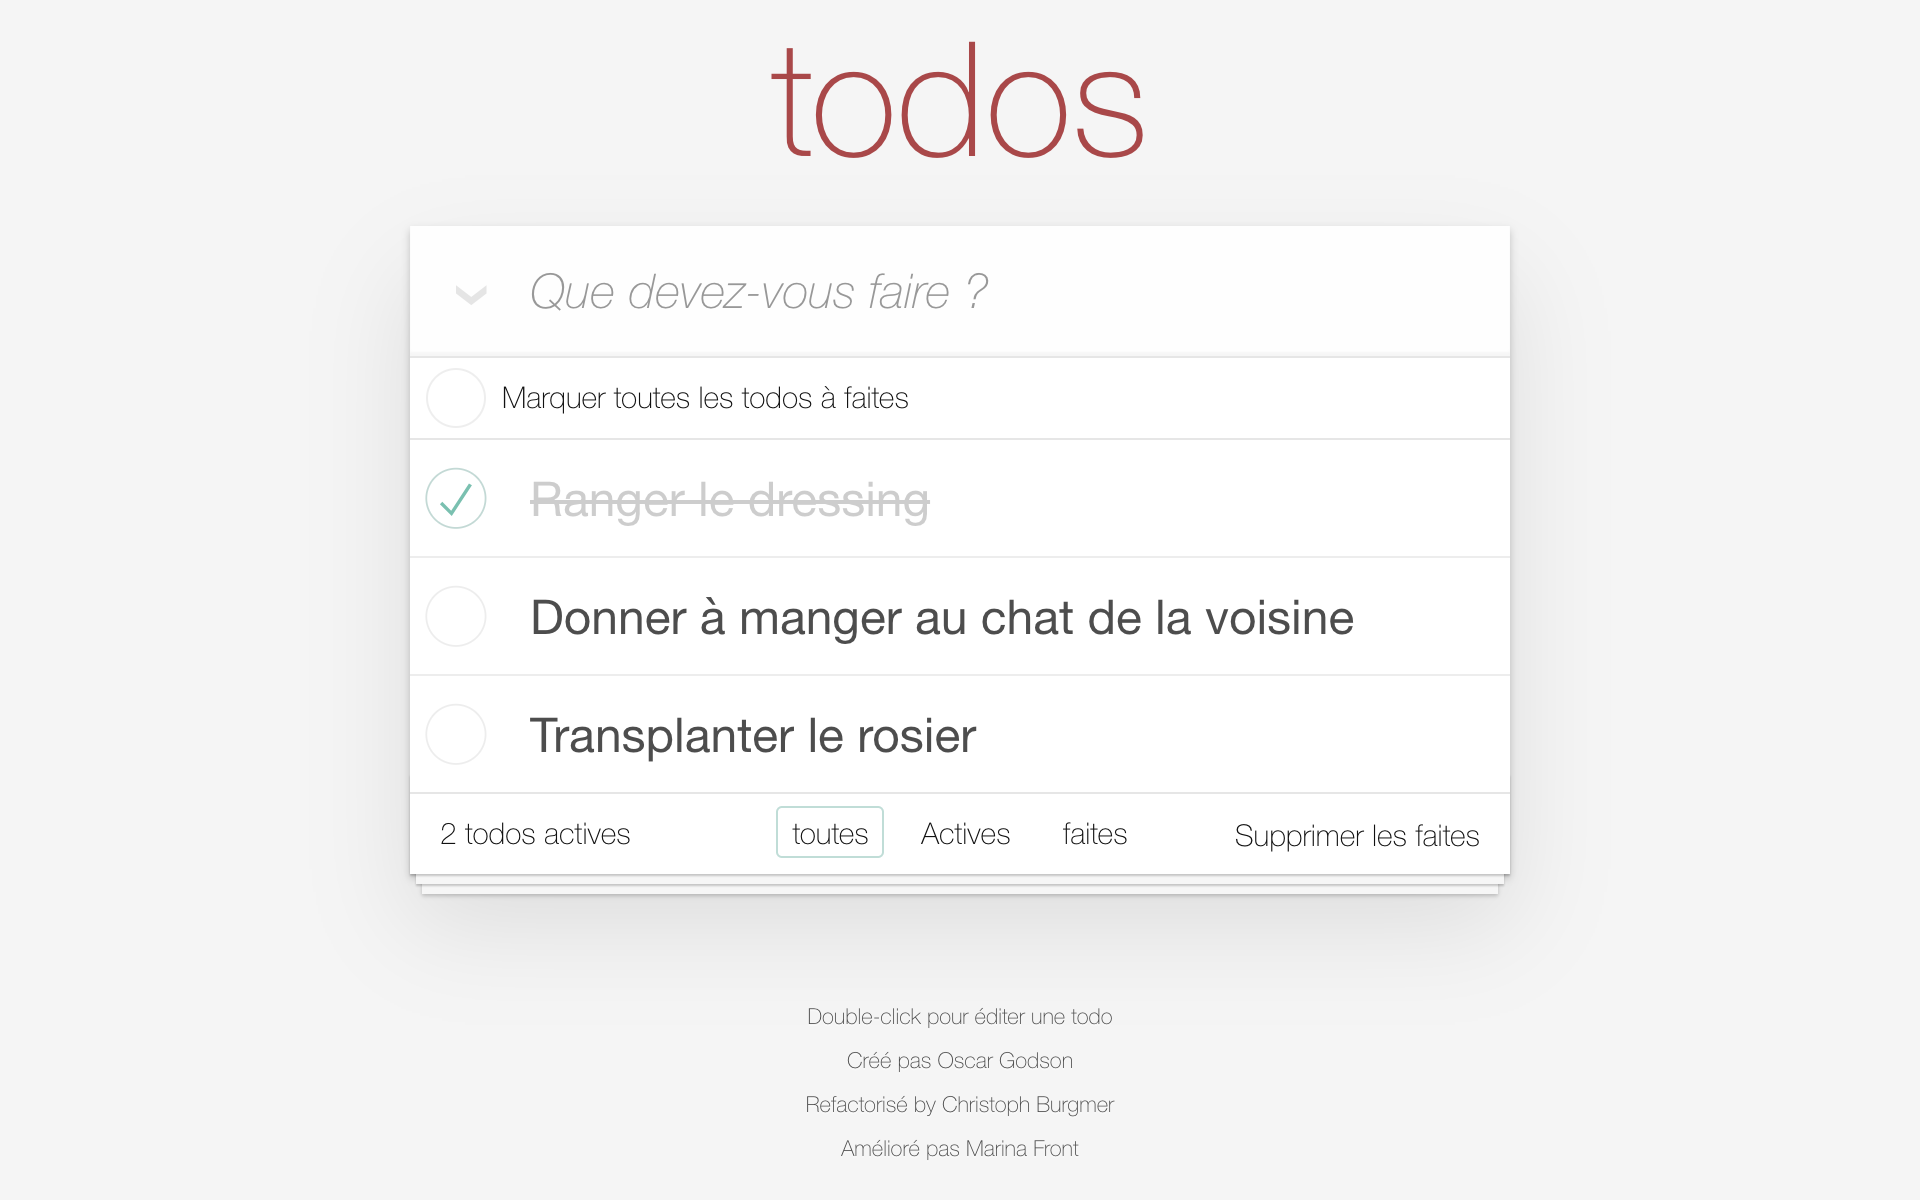 todos
Que devez-vous faire ?
Marquer toutes les todos à faites
Ranger le dressing
Donner à manger au chat de la voisine
Transplanter le rosier
2 todos actives toutes Actives faites Supprimer les faites
Double-click pour éditer une todo
Créé pas Oscar Godson
Refactorisé by Christoph Burgmer
Amélioré pas Marina Front